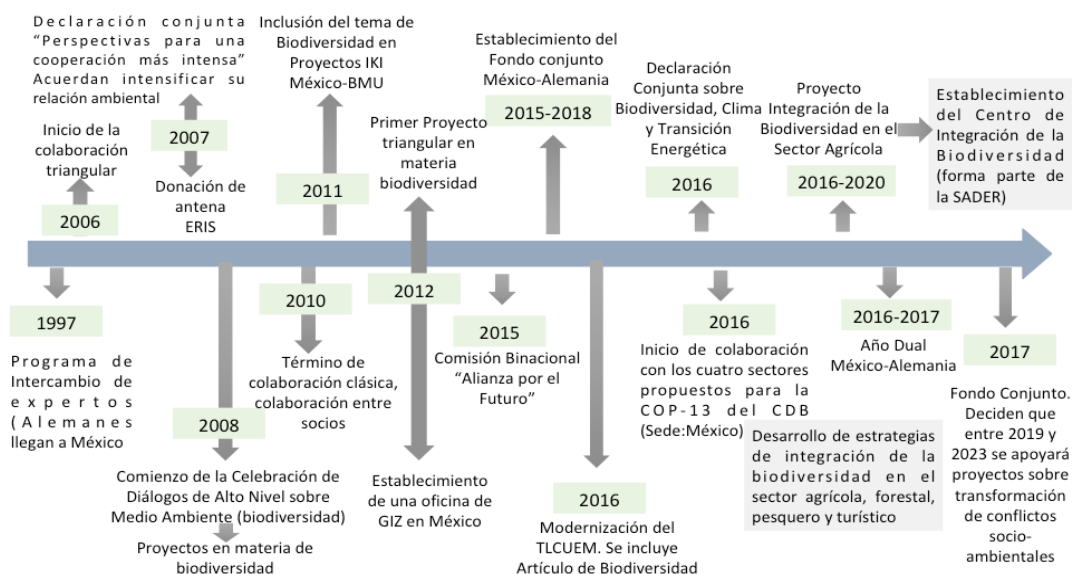 Declaración conjunta
“Perspectivas para una
cooperación más intensa”
Acuerdan intensificar su
relación ambiental
2007
Donación de
antena
ERIS
Inicio de la
colaboración
triangular
2006
Inclusión del tema de
Biodiversidad en
Proyectos IKI
México-BMU
2011
Primer Proyecto
triangular en
materia
biodiversidad
2012
Establecimiento
de una oficina de
GIZ en México
Establecimiento del
Fondo conjunto
México-Alemania
2015-2018
Declaración
Conjunta sobre
Biodiversidad, Clima
y Transición
Energética
2016
Proyecto
Integración de la
Biodiversidad en el
Sector Agrícola
2016-2020
Establecimiento
del Centro de
Integración de la
Biodiversidad
(forma parte de
la SADER)
1997
Programa de
Intercambio de
expertos
(Alemanes
llegan a México
2008
Comienzo de la Celebración de
Diálogos de Alto Nivel sobre
Medio Ambiente (biodiversidad)
Proyectos en materia de
biodiversidad
2010
Término de
colaboración clásica,
colaboración entre
socios
2015
Comisión Binacional
“Alianza por el
Futuro”
2016
Modernización del
TLCUEM. Se incluye
Artículo de Biodiversidad
2016
Inicio de colaboración
con los cuatro sectores
propuestos para la
COP-13 del CDB
(Sede:México)
Desarrollo de estrategias
de integración de la
biodiversidad en el
sector agrícola, forestal,
pesquero y turístico
2016-2017
Año Dual
México-Alemania
2017
Fondo Conjunto.
Deciden que
entre 2019 y
2023 se apoyará
proyectos sobre
transformación
de conflictos
socio-
ambientales